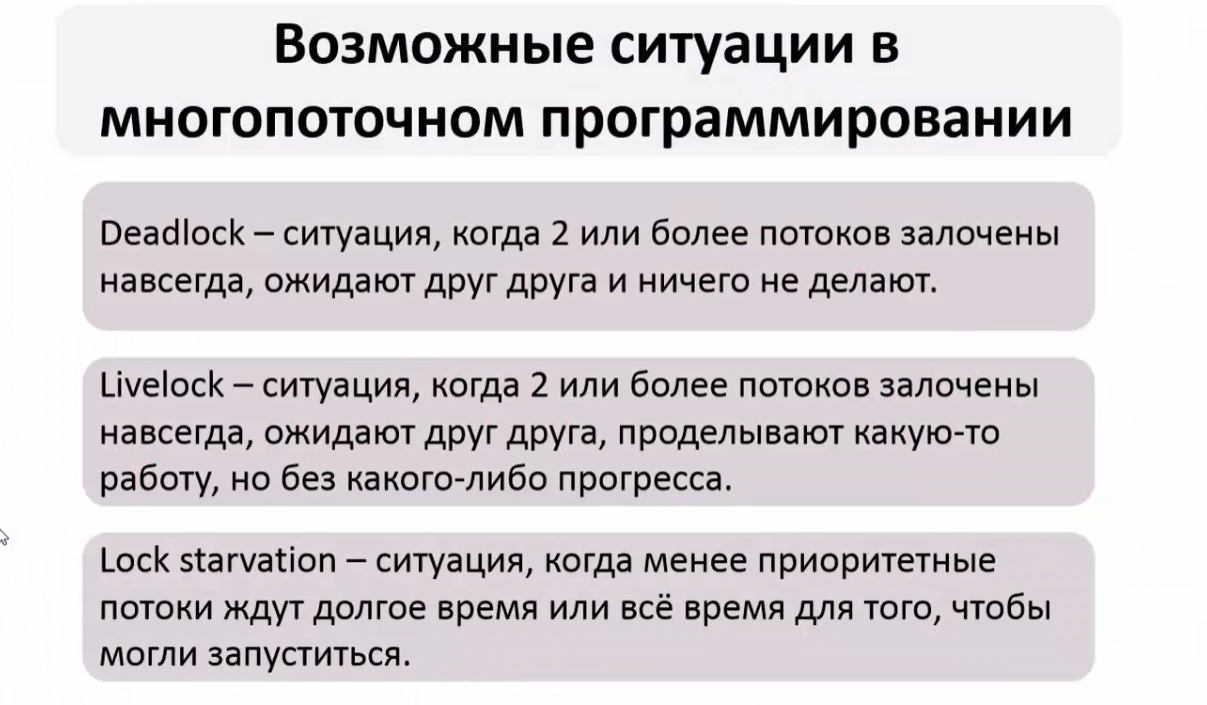 Возможные ситуации в
многопоточном программировании
Deadlock – ситуация, когда 2 или более потоков залочены
навсегда, ожидают друг друга и ничего не делают.
Livelock – ситуация, когда 2 или более потоков залочены
навсегда, ожидают друг друга, проделывают какую-то
работу, но без какого-либо прогресса.
Lock starvation – ситуация, когда менее приоритетные
потоки ждут долгое время или всё время для того, чтобы
могли запуститься.